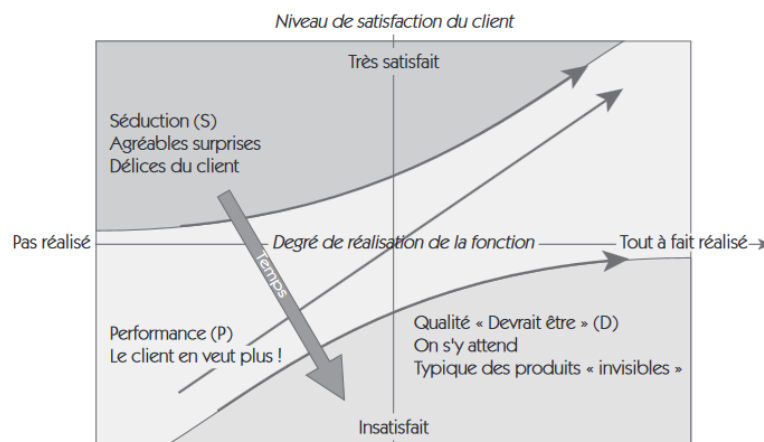 Niveau de satisfaction du client
Très satisfait
Séduction (S)
Agréables surprises
Délices du client
Pas réalisé
Degré de réalisation de la fonction
Tout à fait réalisé
Temps
Performance (P)
Le client en veut plus !
Qualité « Devrait être » (D)
On s'y attend
Typique des produits « invisibles »
Insatisfait